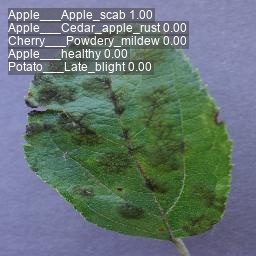 Apple___Apple_scab 1.00
Apple___Cedar_apple_rust 0.00
Cherry___Powdery_mildew 0.00
Apple___healthy 0.00
Potato___Late_blight 0.00